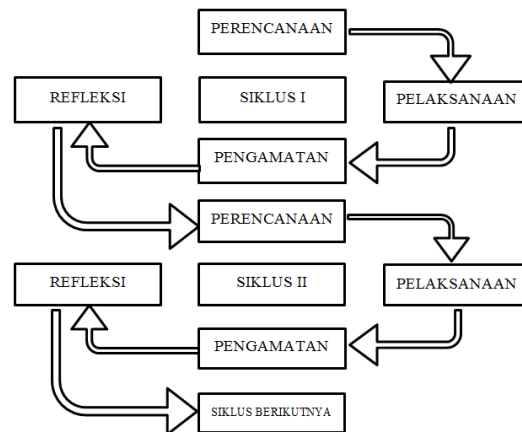 PERENCANAAN
REFLEKSI
SIKLUS I
PELAKSANAAN
PENGAMATAN
PERENCANAAN
REFLEKSI
SIKLUS II
PELAKSANAAN
PENGAMATAN
SIKLUS BERIKUTNYA